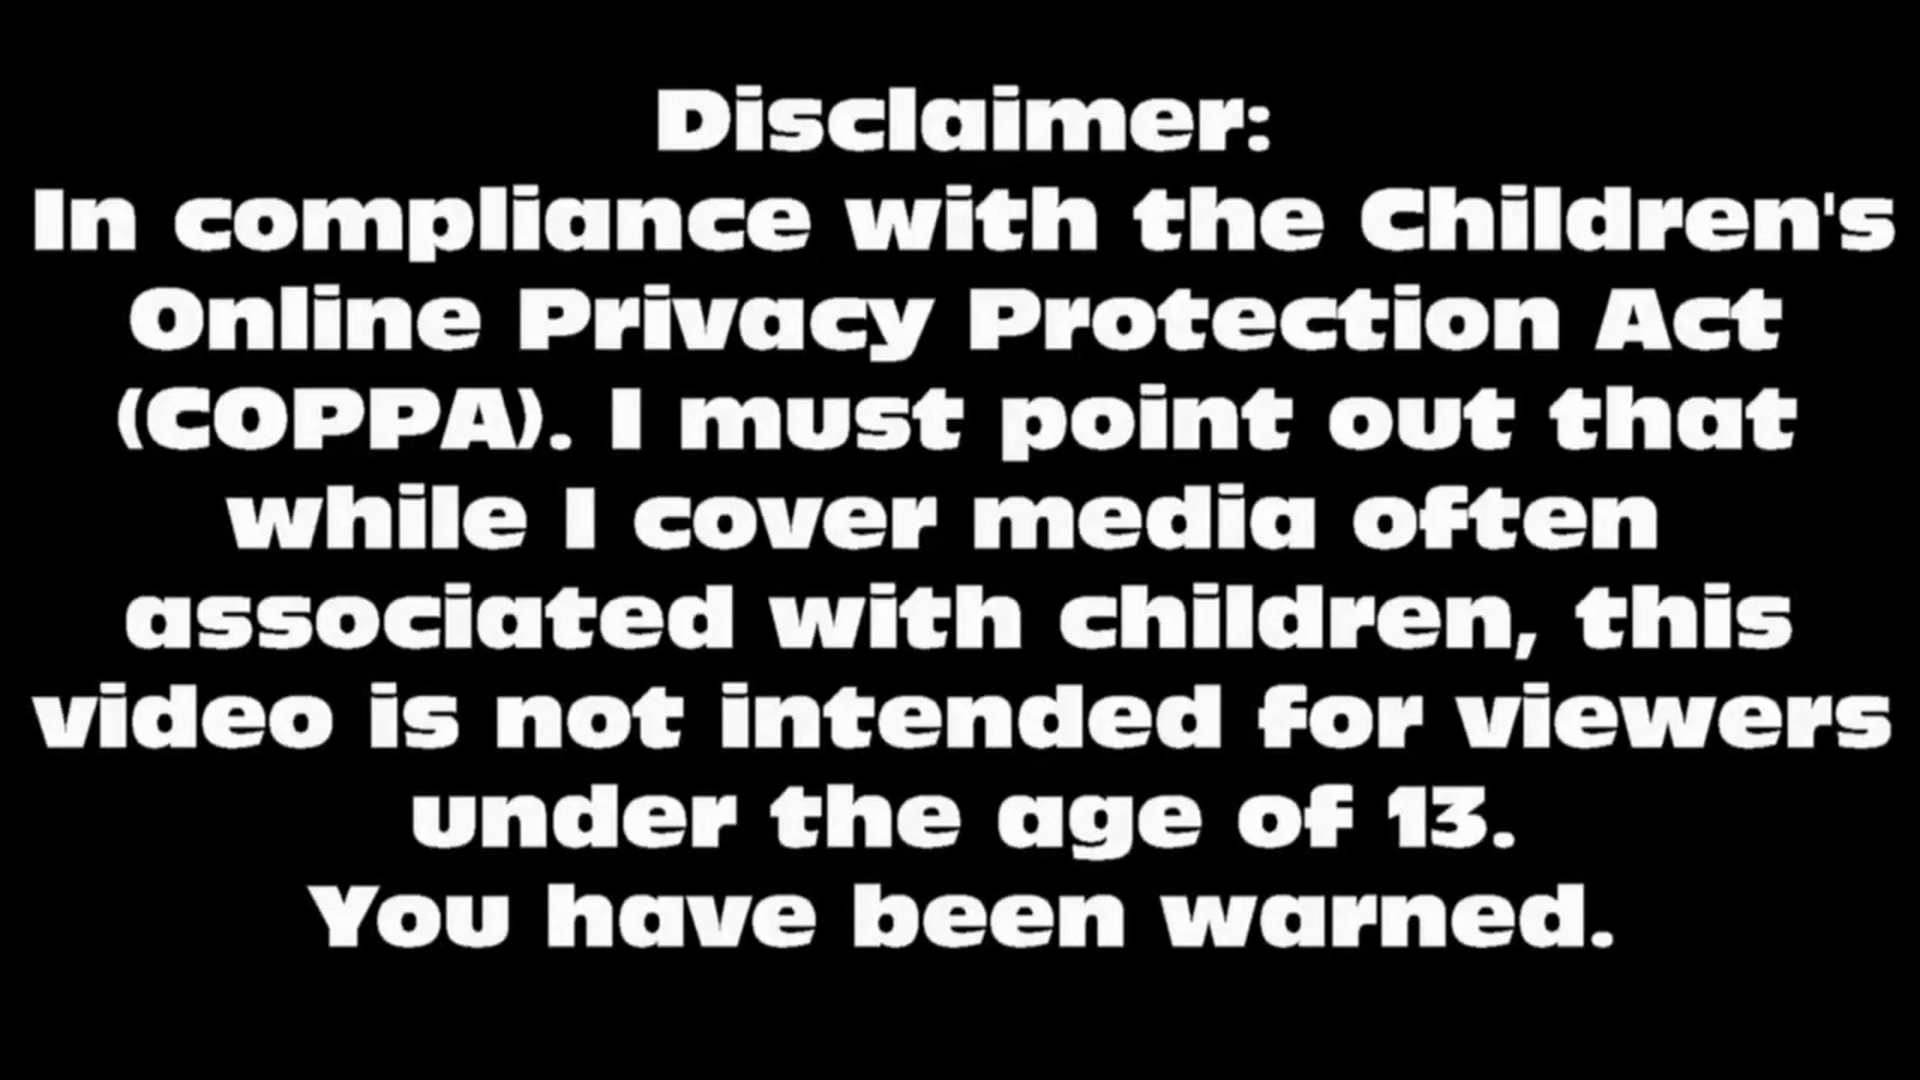 Disclaimer:
In compliance with the Children's
Online Privacy Protection Act
(COPPA). I must point out that
while I cover media often
associated with children, this
video is not intended for viewers
under the age of 13.
You have been warned.